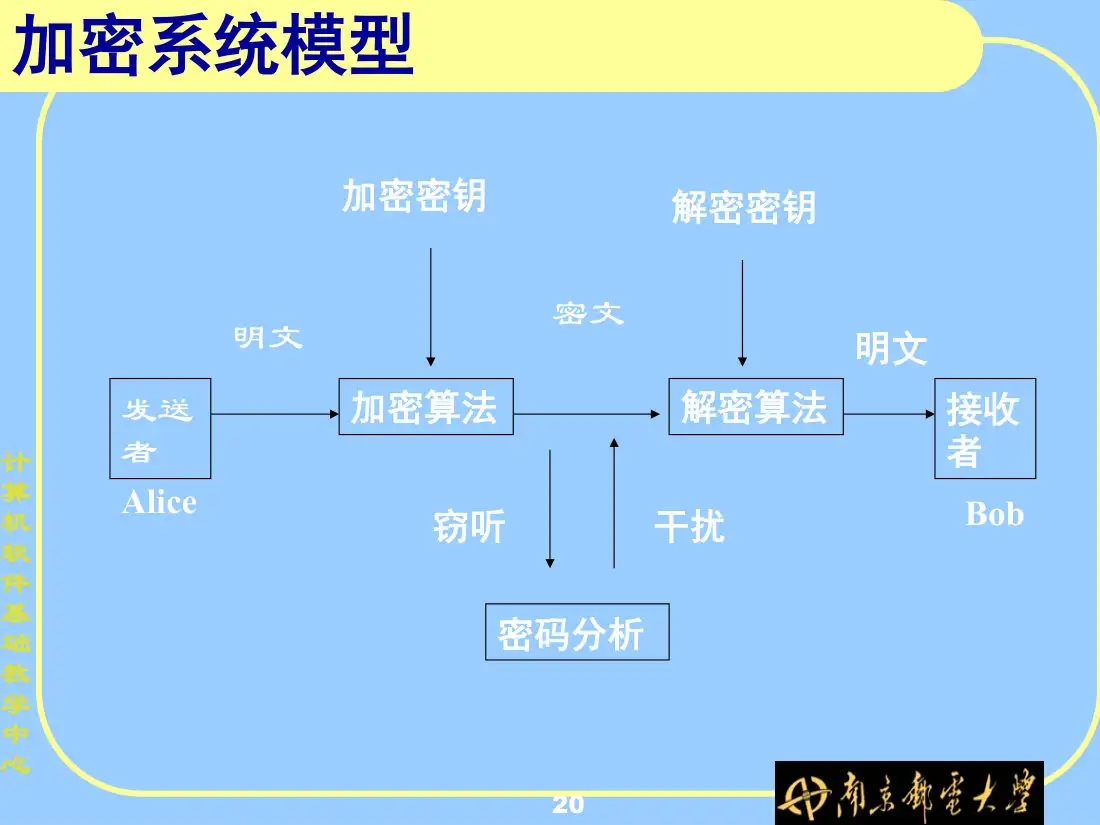 加密系统模型
加密密钥
解密密钥
密文
明文
明文
发送
者
加密算法
解密算法
接收
者
Alice
Bob
窃听
干扰
密码分析
计
算
机
软
件
基
础
教
学
中
心
20
南京邮電大學